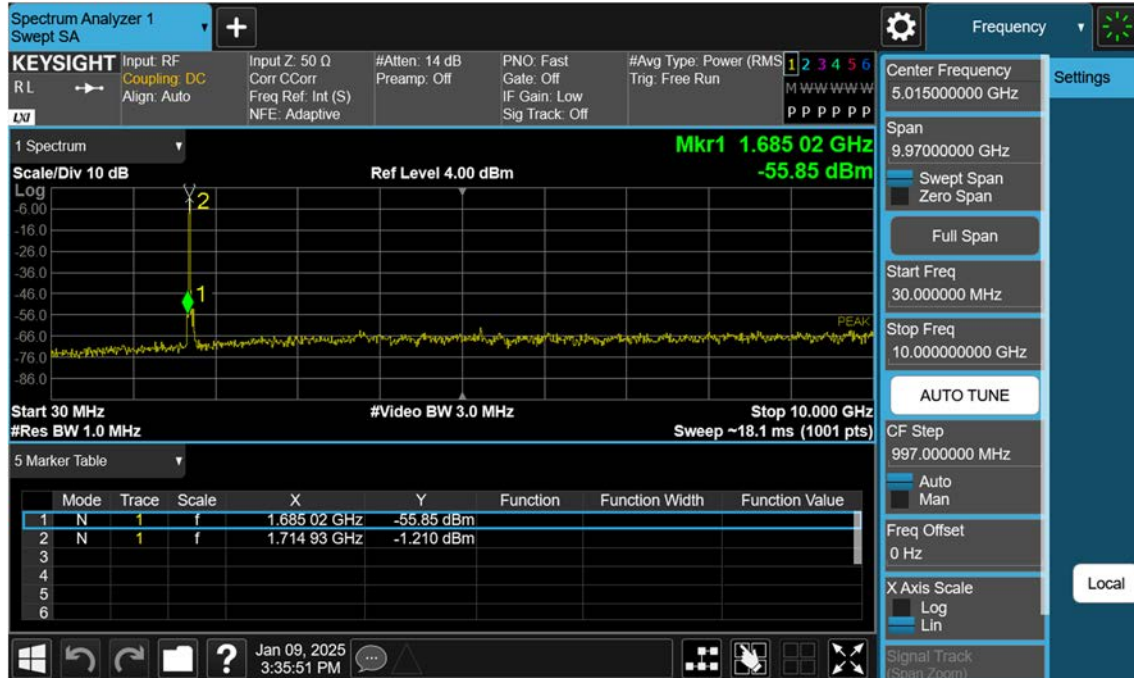 Spectrum Analyzer 1
Swept SA
Frequency
KEYSIGHT
R L
LXI
Input: RF
Coupling: DC
Align: Auto
Input Z: 50 Ω
Corr CCorr
Freq Ref: Int (S)
NFE: Adaptive
#Atten: 14 dB
Preamp: Off
PNO: Fast
Gate: Off
IF Gain: Low
Sig Track: Off
#Avg Type: Power (RMS
Trig: Free Run
1 2 3 4 5 6
M W W W W W
P P P P P P
1 Spectrum
Mkr1 1.685 02 GHz
Scale/Div 10 dB
Ref Level 4.00 dBm
-55.85 dBm
Log
2
-6.00
-16.0
-26.0
-36.0
-46.0
1
-56.0
PEAK
-66.0
-76.0
-86.0
Start 30 MHz
#Video BW 3.0 MHz
Stop 10.000 GHz
#Res BW 1.0 MHz
Sweep ~18.1 ms (1001 pts)
5 Marker Table
Mode Trace Scale X Y Function Function Width Function Value
1 N 1 f 1.685 02 GHz -55.85 dBm
2 N 1 f 1.714 93 GHz -1.210 dBm
3
4
5
6
Jan 09, 2025
3:35:51 PM
Center Frequency
5.015000000 GHz
Span
9.97000000 GHz
Swept Span
Zero Span
Full Span
Start Freq
30.000000 MHz
Stop Freq
10.000000000 GHz
AUTO TUNE
CF Step
997.000000 MHz
Auto
Man
Freq Offset
0 Hz
X Axis Scale
Log
Lin
Signal Track
(Span Zoom)
Settings
Local